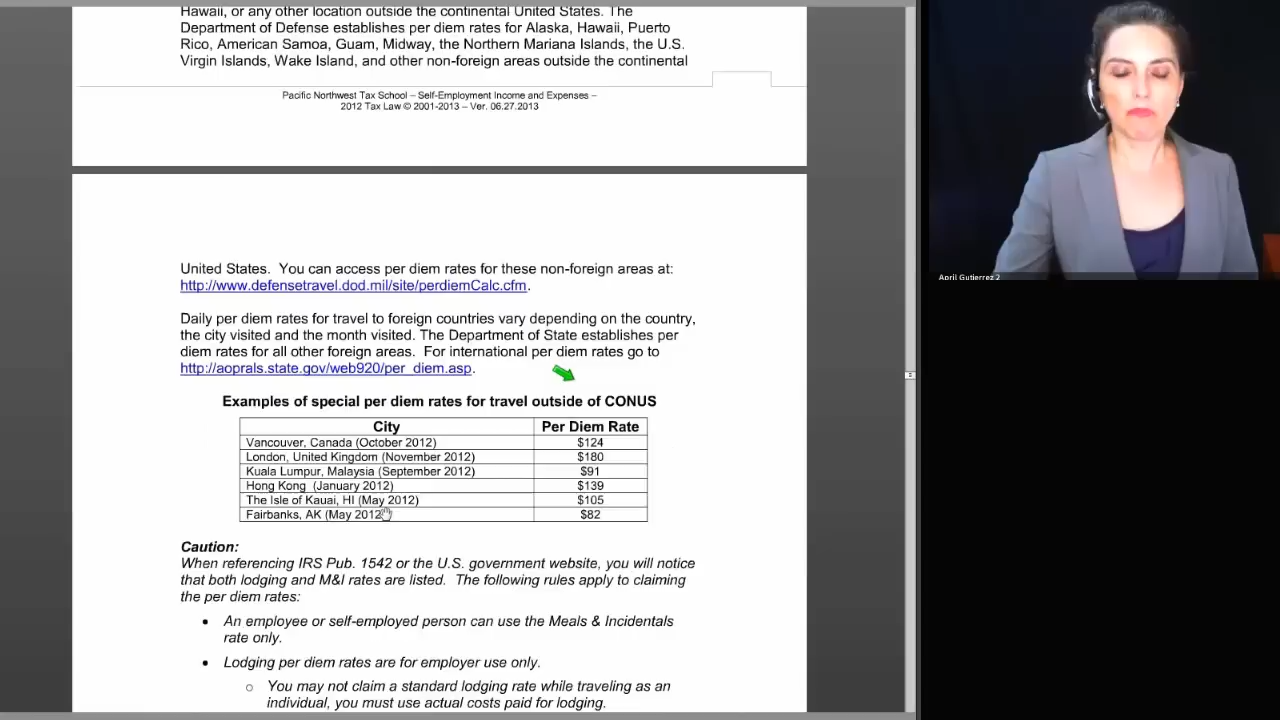 Hawaii, or any other location outside the continental United States. The
Department of Defense establishes per diem rates for Alaska, Hawaii, Puerto
Rico, American Samoa, Guam, Midway, the Northern Mariana Islands, the U.S.
Virgin Islands, Wake Island, and other non-foreign areas outside the continental
Pacific Northwest Tax School – Self-Employment Income and Expenses –
2012 Tax Law © 2001-2013 – Ver. 06.27.2013
United States. You can access per diem rates for these non-foreign areas at:
http://www.defensetravel.dod.mil/site/perdiemCalc.cfm.
Daily per diem rates for travel to foreign countries vary depending on the country,
the city visited and the month visited. The Department of State establishes per
diem rates for all other foreign areas. For international per diem rates go to
http://aoprals.state.gov/web920/per_diem.asp.
Examples of special per diem rates for travel outside of CONUS
City Per Diem Rate
Vancouver, Canada (October 2012) $124
London, United Kingdom (November 2012) $180
Kuala Lumpur, Malaysia (September 2012) $91
Hong Kong (January 2012) $139
The Isle of Kauai, HI (May 2012) $105
Fairbanks, AK (May 2012 $82
Caution:
When referencing IRS Pub. 1542 or the U.S. government website, you will notice
that both lodging and M&I rates are listed. The following rules apply to claiming
the per diem rates:
• An employee or self-employed person can use the Meals & Incidentals
rate only.
• Lodging per diem rates are for employer use only.
o You may not claim a standard lodging rate while traveling as an
individual, you must use actual costs paid for lodging.
April Gutierrez 2